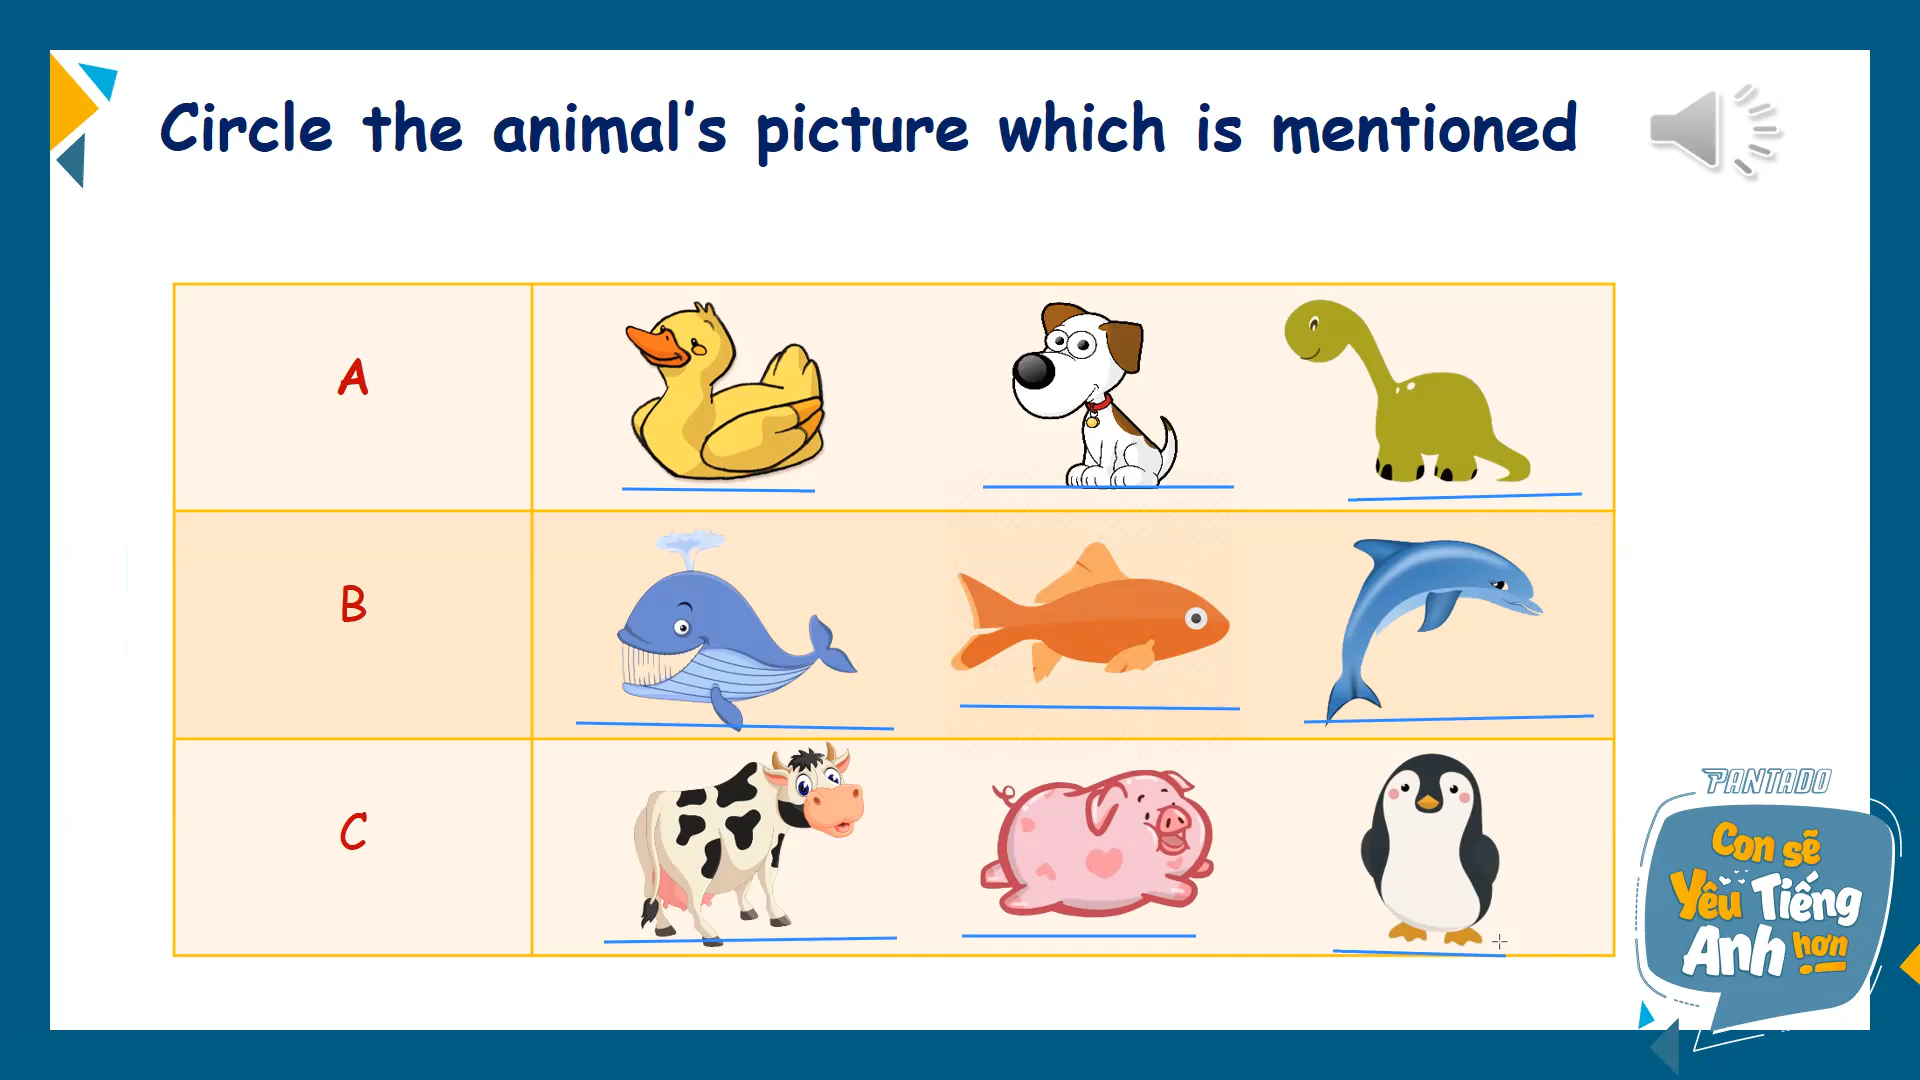 Circle the animal's picture which is mentioned
A
B
C
PANTADO
Con sẽ
Yêu Tiếng
Anh hơn